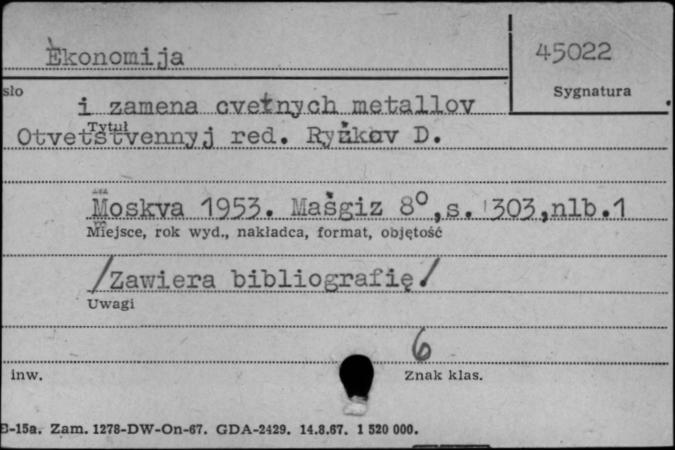 Èkonomija
45022
sło
Sygnatura
i zamena cvetnych metallov
Tytuł
Otvetstvennyj red. Ryžkov D.
Moskva 1953. Mašgiz 8°, s. 303, nlb. 1
Miejsce, rok wyd., nakładca, format, objętość
/Zawiera bibliografię/
Uwagi
6
inw.
Znak klas.
B-15a. Zam. 1278-DW-On-67. GDA-2429. 14.8.67. 1 520 000.